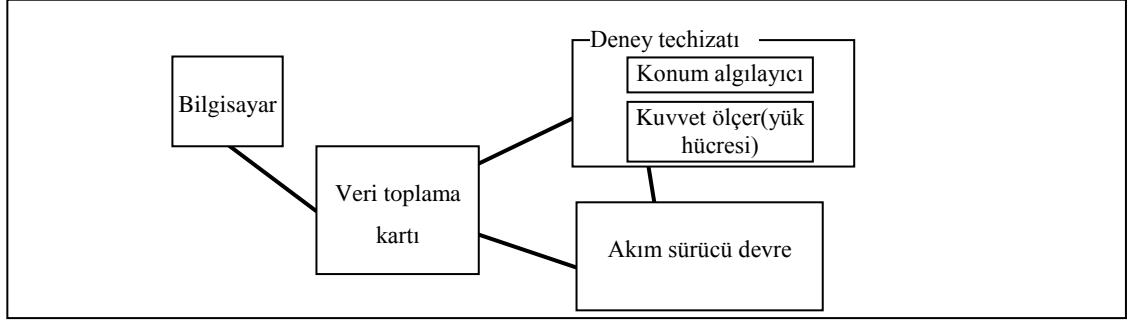 Deney techizatı
Konum algılayıcı
Bilgisayar
Kuvvet ölçer(yük
hücresi)
Veri toplama
kartı
Akım sürücü devre